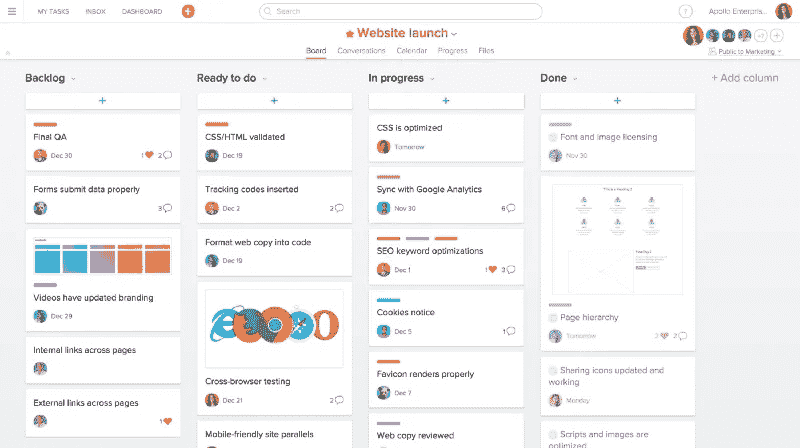 MY TASKS INBOX DASHBOARD
Search
?
Apollo Enterpris...
Website launch
Board Conversations Calendar Progress Files
Public to Marketing
Backlog
Ready to do
In progress
Done
+ Add column
+
Final QA
Dec 30 1 2
Forms submit data properly
3
Videos have updated branding
Dec 29
Internal links across pages
External links across pages
1
+
CSS/HTML validated
Dec 19
Tracking codes inserted
Dec 2 2
Format web copy into code
Dec 19
Cross-browser testing
Dec 21 2
Mobile-friendly site parallels
+
CSS is optimized
Tomorrow
Sync with Google Analytics
Nov 30 6
SEO keyword optimizations
Dec 1 1 3
Cookies notice
Dec 5 1
Favicon renders properly
Dec 7
Web copy reviewed
+
Font and image licensing
Nov 30
Page hierarchy
Tomorrow 2 2
Sharing icons updated and
working
Monday
Scripts and images are
optimized